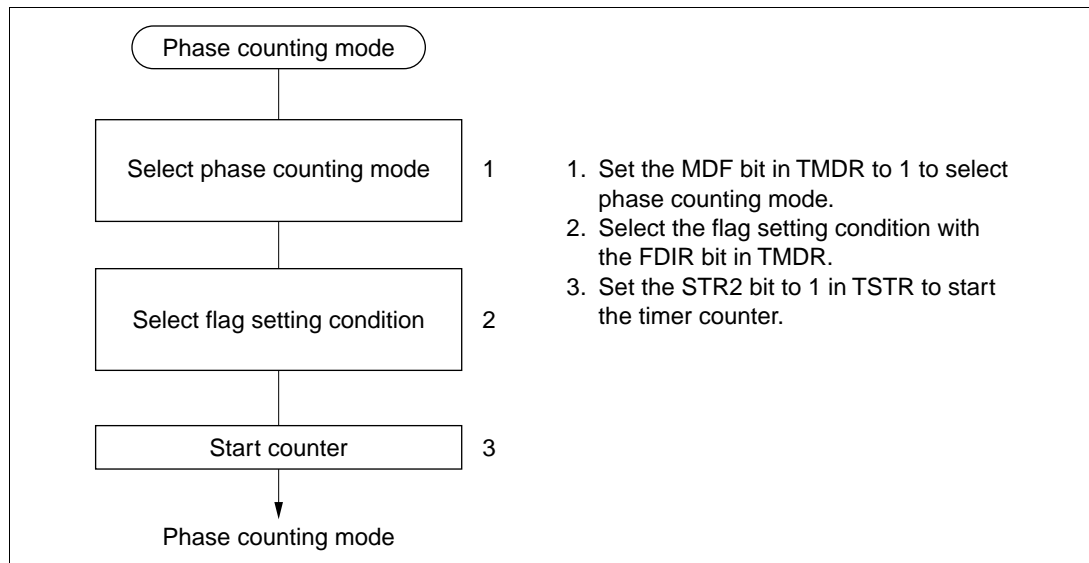 Phase counting mode
Select phase counting mode
1
Select flag setting condition
2
Start counter
3
Phase counting mode
1. Set the MDF bit in TMDR to 1 to select
phase counting mode.
2. Select the flag setting condition with
the FDIR bit in TMDR.
3. Set the STR2 bit to 1 in TSTR to start
the timer counter.